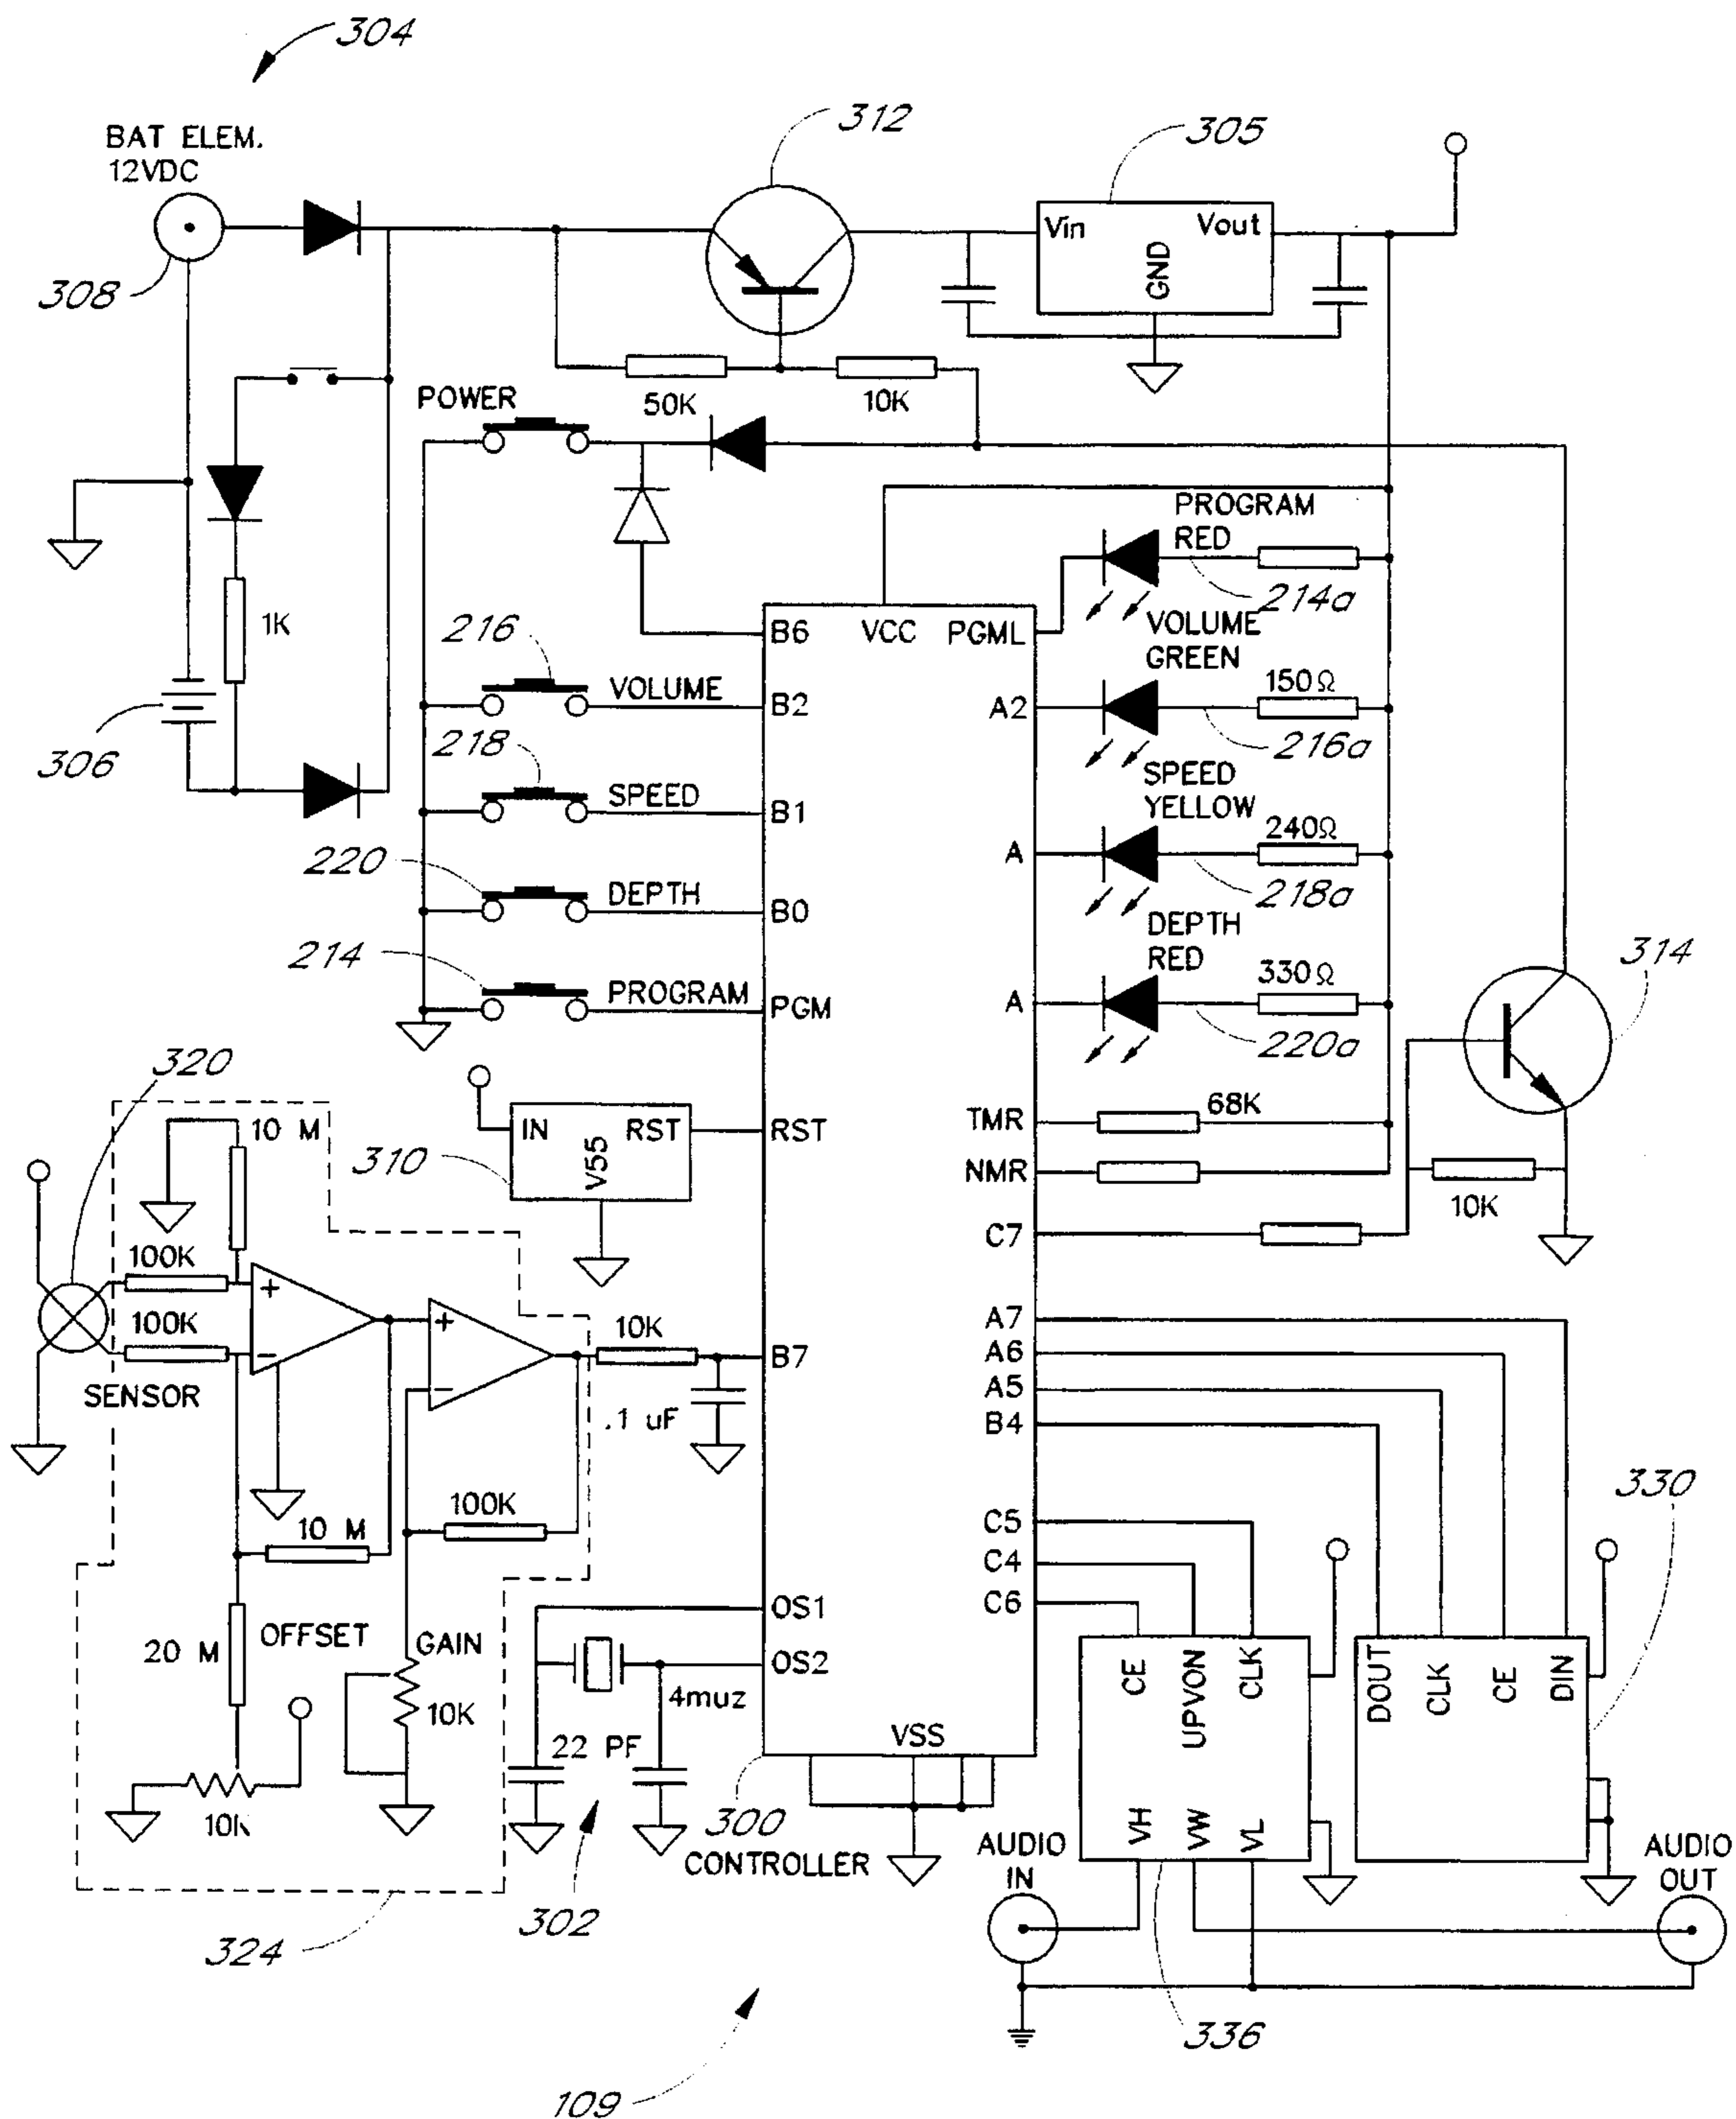 304
BAT ELEM.
12VDC
308
312
305
Vin
Vout
GND
50K
10K
POWER
1K
306
PROGRAM
RED
214a
216
B6
VCC
PGML
VOLUME
GREEN
VOLUME
B2
A2
150Ω
216a
218
SPEED
B1
SPEED
YELLOW
A
240Ω
218a
220
DEPTH
B0
DEPTH
RED
A
330Ω
220a
314
214
PROGRAM
PGM
320
10 M
IN
RST
V55
RST
310
TMR
68K
NMR
C7
10K
100K
100K
SENSOR
10K
B7
.1 uF
A7
A6
A5
B4
330
100K
10 M
C5
C4
C6
OS1
OS2
20 M
OFFSET
GAIN
10K
4muz
22 PF
10K
CE
UPVON
CLK
DOUT
CLK
CE
DIN
VSS
VH
VW
VL
300
CONTROLLER
AUDIO
IN
AUDIO
OUT
302
324
336
109